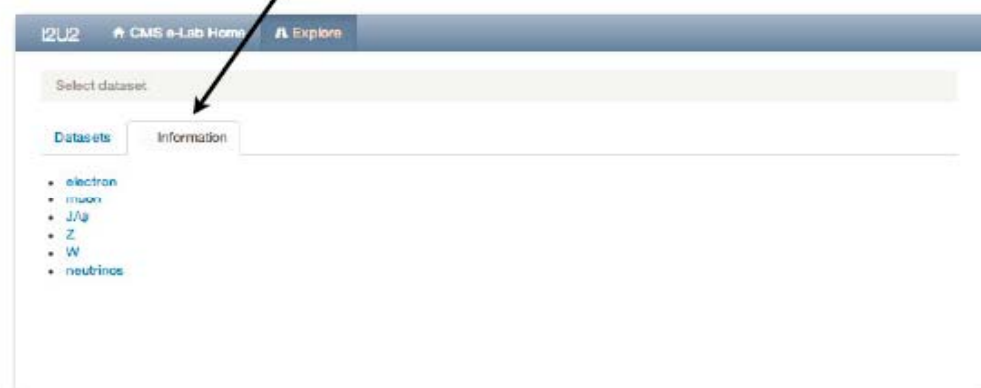 I2U2 CMS e-Lab Home Explore
Select dataset
Datasets Information
electron
muon
J/ψ
Z
W
neutrinos